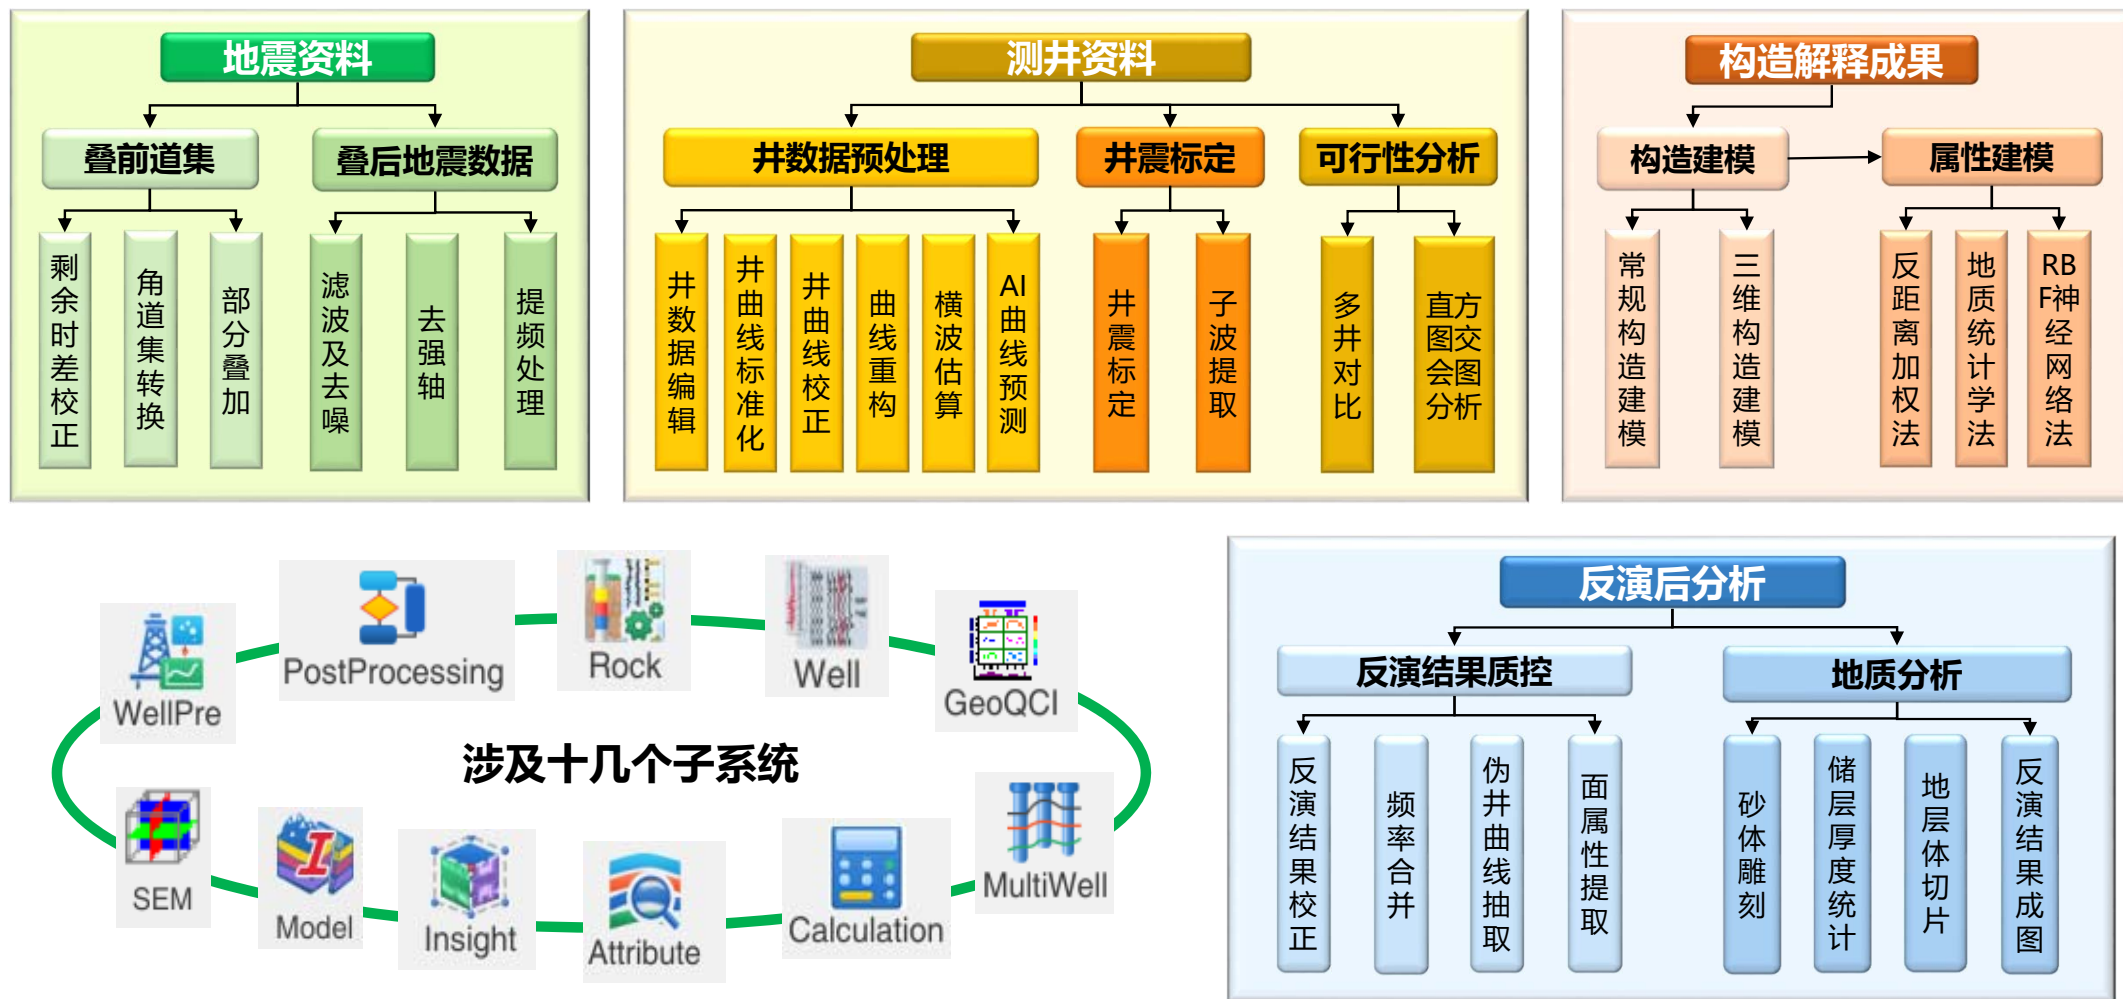 地震资料
叠前道集
叠后地震数据
剩余时差校正
角道集转换
部分叠加
滤波及去噪
去强轴
提频处理
测井资料
井数据预处理
井震标定
可行性分析
井数据编辑
井曲线标准化
井曲线校正
曲线重构
横波估算
AI曲线预测
井震标定
子波提取
多井对比
直方图交会图分析
构造解释成果
构造建模
属性建模
常规构造建模
三维构造建模
反距离加权法
地质统计学法
RBF神经网络法
WellPre
PostProcessing
Rock
Well
GeoQCI
涉及十几个子系统
SEM
Model
Insight
Attribute
Calculation
MultiWell
反演后分析
反演结果质控
地质分析
反演结果校正
频率合并
伪井曲线抽取
面属性提取
砂体雕刻
储层厚度统计
地层体切片
反演结果成图